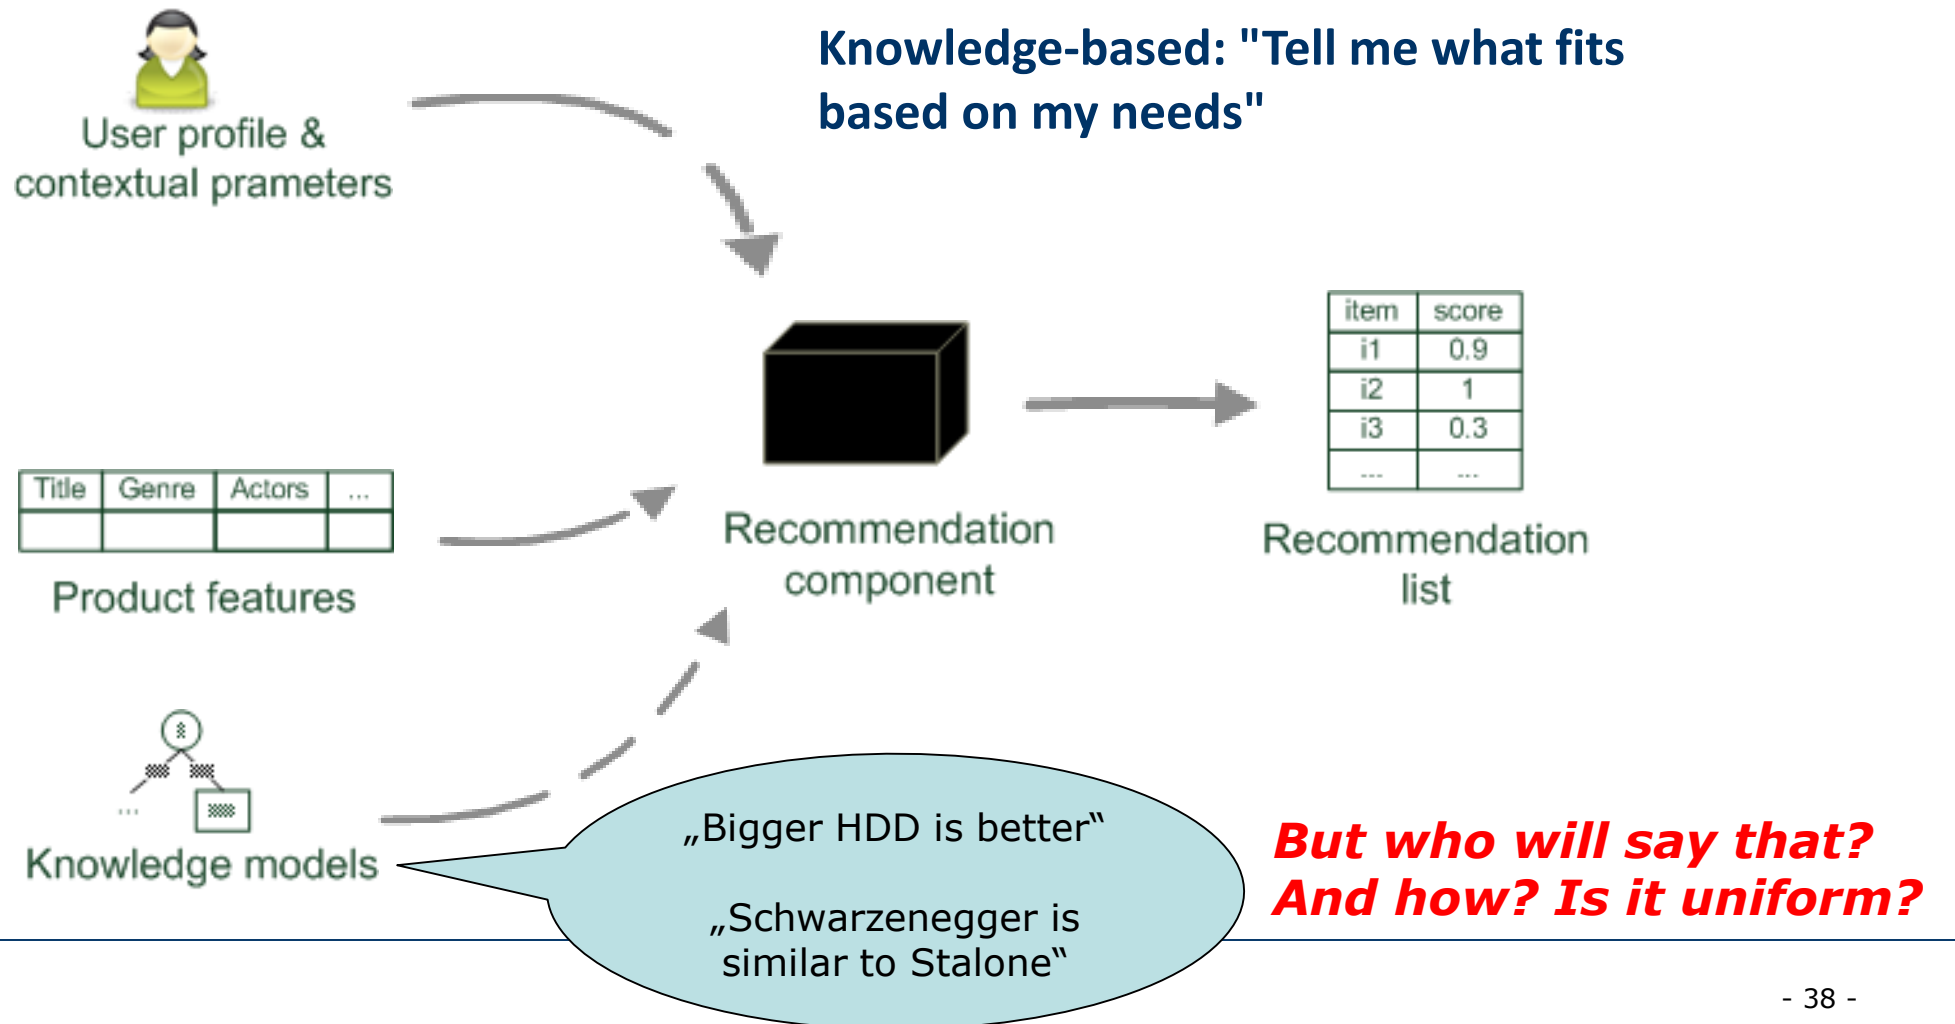 Knowledge-based: "Tell me what fits
based on my needs"
User profile &
contextual prameters
item score
i1 0.9
i2 1
i3 0.3
... ...
Title Genre Actors ...
Recommendation
component
Recommendation
list
Product features
...
Knowledge models
„Bigger HDD is better“
„Schwarzenegger is
similar to Stalone“
But who will say that?
And how? Is it uniform?
- 38 -